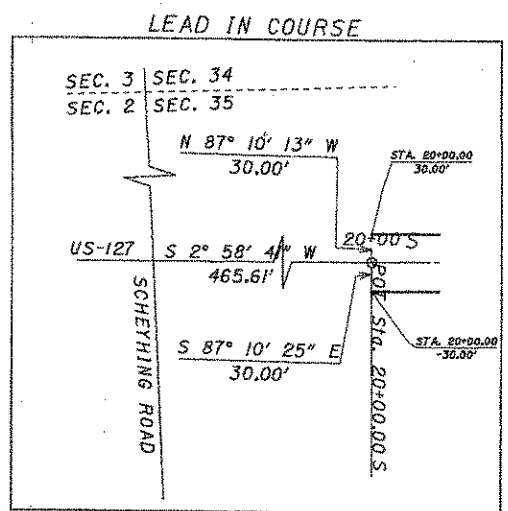 LEAD IN COURSE
SEC. 3 SEC. 34
SEC. 2 SEC. 35
N 87° 10' 13" W
30.00'
STA. 20+00.00
30.00'
20+00 S
US-127 S 2° 58' 41" W
465.61'
POE Sta. 20+00.00 S
SCHEYHING ROAD
S 87° 10' 25" E
30.00'
STA. 20+00.00
-30.00'